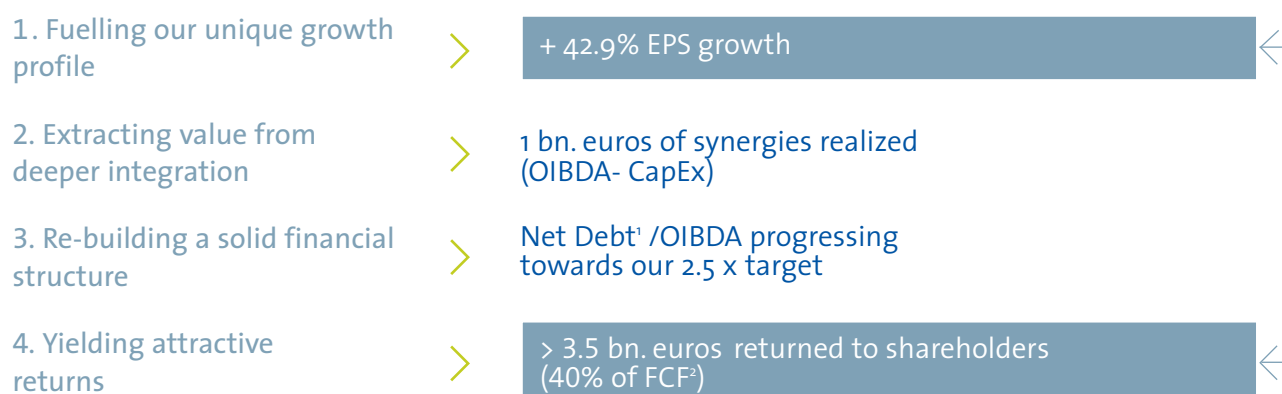 1. Fuelling our unique growth
profile
+ 42.9% EPS growth
2. Extracting value from
deeper integration
1 bn. euros of synergies realized
(OIBDA- CapEx)
3. Re-building a solid financial
structure
Net Debt¹ /OIBDA progressing
towards our 2.5 x target
4. Yielding attractive
returns
> 3.5 bn. euros returned to shareholders
(40% of FCF²)